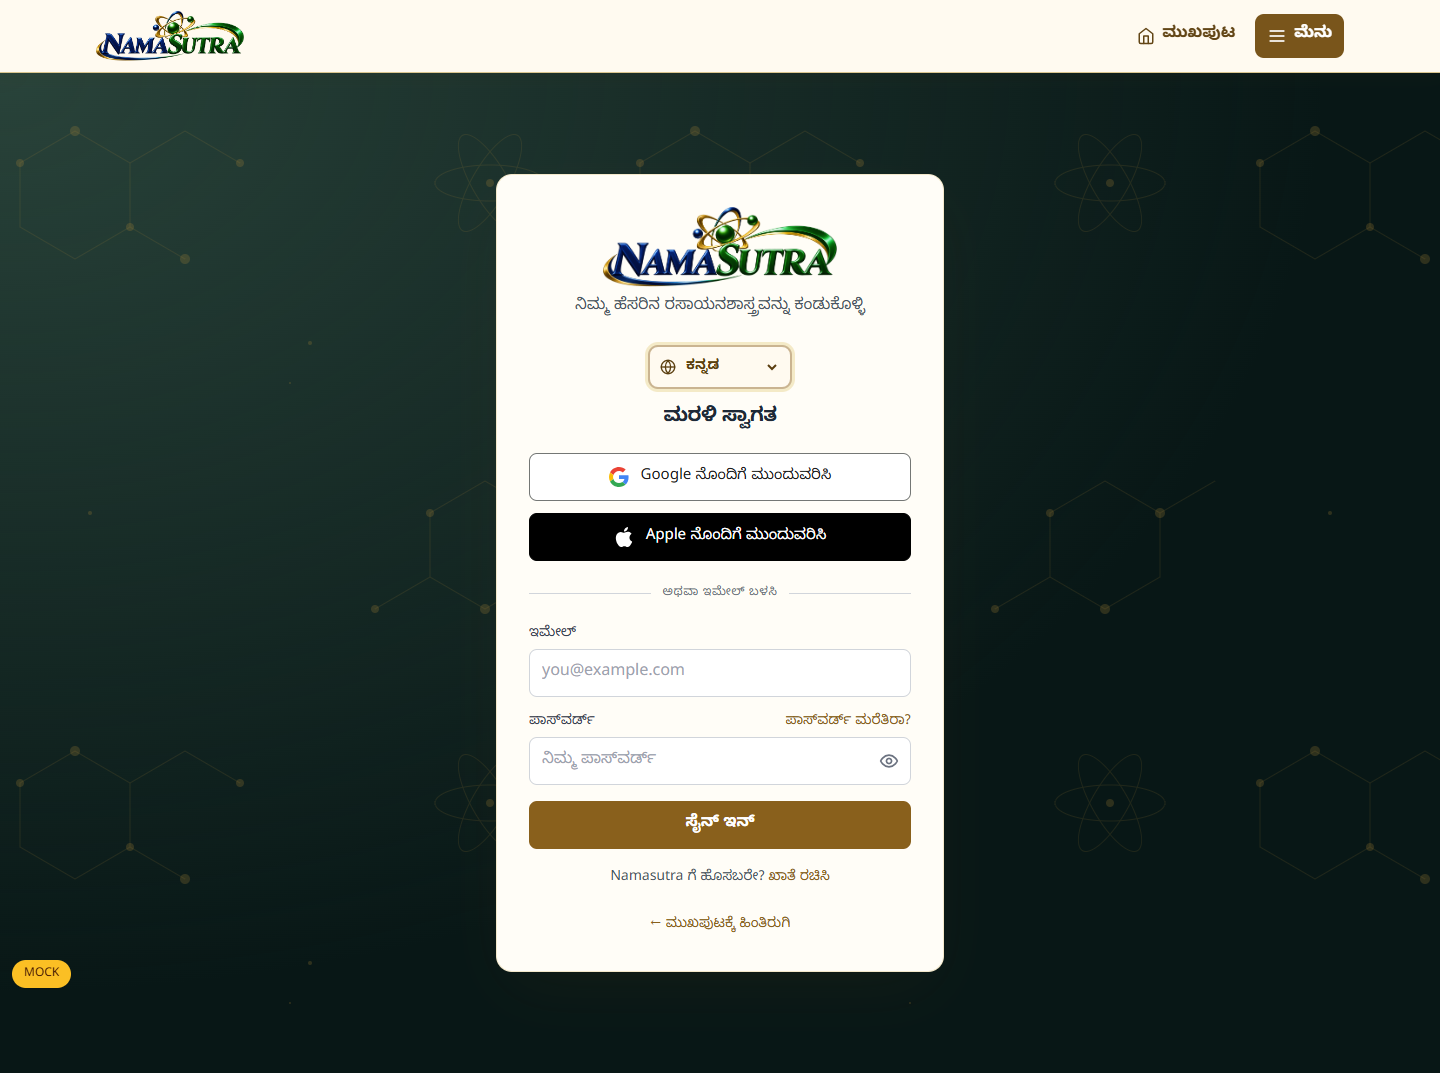 NAMASUTRA
ಮುಖಪುಟ
ಮೆನು
NAMASUTRA
ನಿಮ್ಮ ಹೆಸರಿನ ರಸಾಯನಶಾಸ್ತ್ರವನ್ನು ಕಂಡುಕೊಳ್ಳಿ
ಕನ್ನಡ
ಮರಳಿ ಸ್ವಾಗತ
Google ನೊಂದಿಗೆ ಮುಂದುವರಿಸಿ
Apple ನೊಂದಿಗೆ ಮುಂದುವರಿಸಿ
ಅಥವಾ ಇಮೇಲ್ ಬಳಸಿ
ಇಮೇಲ್
you@example.com
ಪಾಸ್‌ವರ್ಡ್ ಪಾಸ್‌ವರ್ಡ್ ಮರೆತಿರಾ?
ನಿಮ್ಮ ಪಾಸ್‌ವರ್ಡ್
ಸೈನ್ ಇನ್
Namasutra ಗೆ ಹೊಸಬರೇ? ಖಾತೆ ರಚಿಸಿ
← ಮುಖಪುಟಕ್ಕೆ ಹಿಂತಿರುಗಿ
MOCK